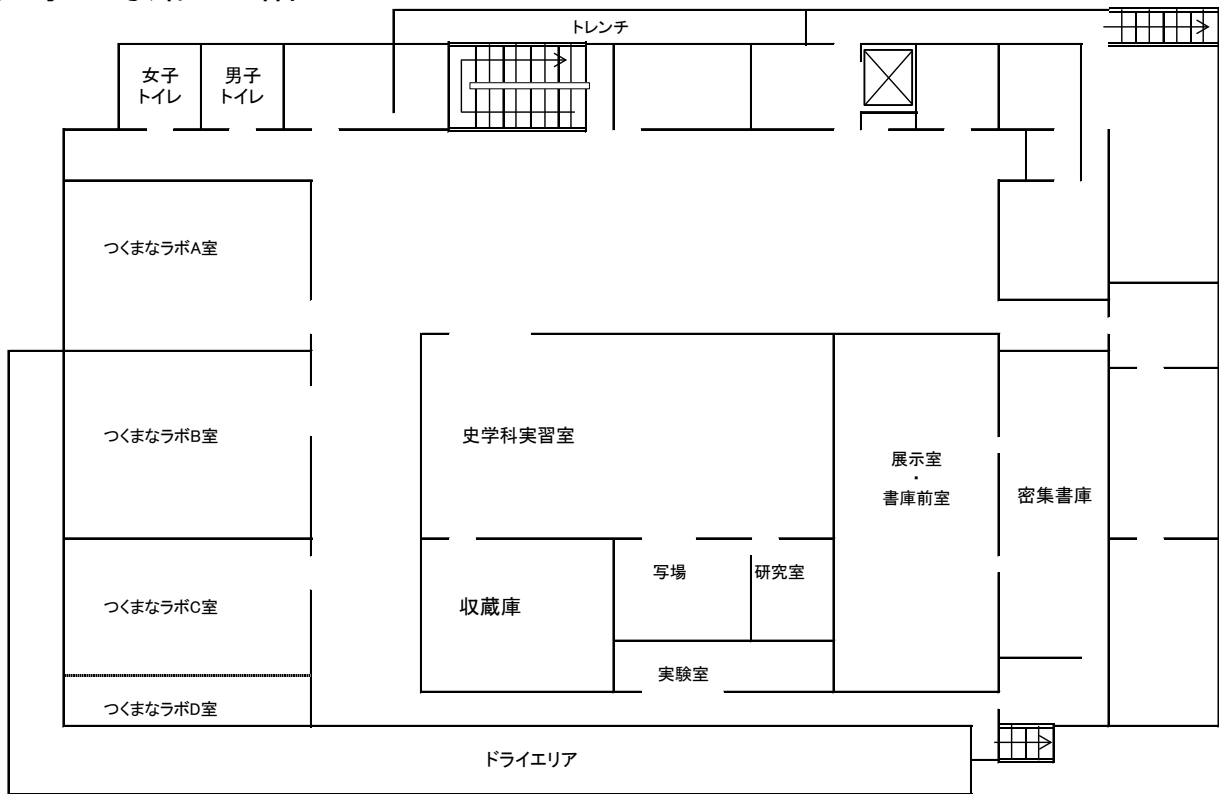 トレンチ
女子
トイレ
男子
トイレ
つくまなラボA室
つくまなラボB室
史学科実習室
展示室
・
書庫前室
密集書庫
写場
研究室
つくまなラボC室
収蔵庫
実験室
つくまなラボD室
ドライエリア